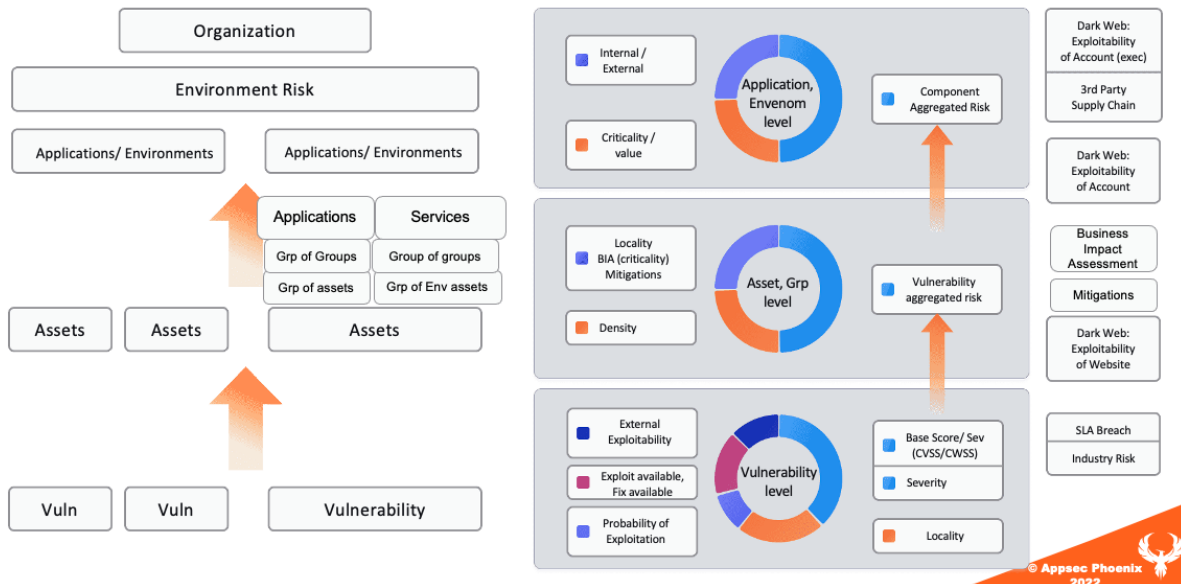 Organization
Environment Risk
Applications/ Environments
Applications/ Environments
Applications
Services
Grp of Groups
Group of groups
Grp of assets
Grp of Env assets
Assets
Assets
Assets
Vuln
Vuln
Vulnerability
Internal /
External
Criticality /
value
Application,
Envenom
level
Component
Aggregated Risk
Locality
BIA (criticality)
Mitigations
Density
Asset, Grp
level
Vulnerability
aggregated risk
External
Exploitability
Exploit available,
Fix available
Probability of
Exploitation
Vulnerability
level
Base Score/ Sev
(CVSS/CWSS)
Severity
Locality
Dark Web:
Exploitability
of Account (exec)
3rd Party
Supply Chain
Dark Web:
Exploitability
of Account
Business
Impact
Assessment
Mitigations
Dark Web:
Exploitability
of Website
SLA Breach
Industry Risk
© Appsec Phoenix
2022